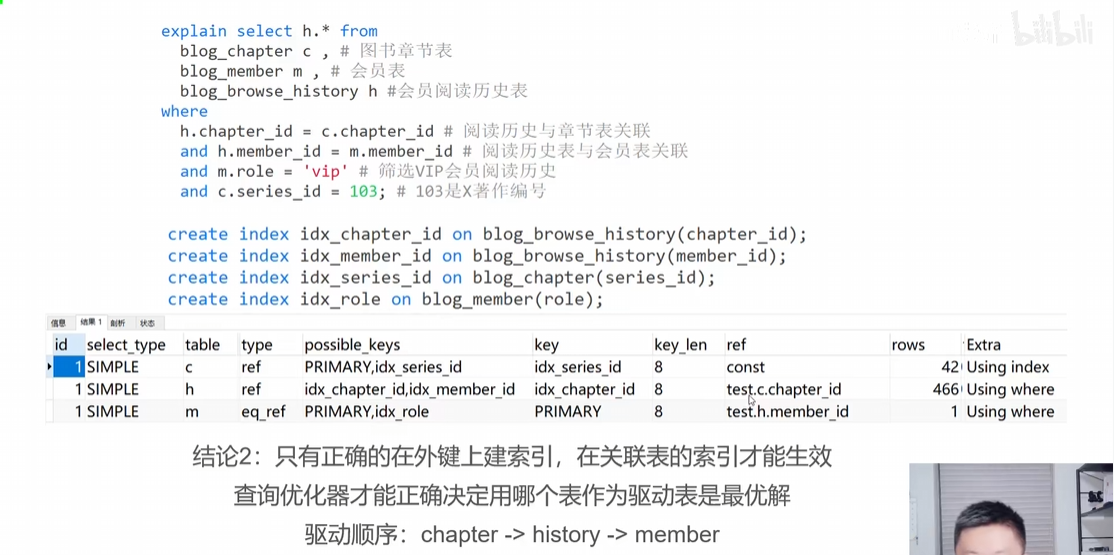 bilibili
explain select h.* from
blog_chapter c , # 图书章节表
blog_member m , # 会员表
blog_browse_history h #会员阅读历史表
where
h.chapter_id = c.chapter_id # 阅读历史与章节表关联
and h.member_id = m.member_id # 阅读历史表与会员表关联
and m.role = 'vip' # 筛选VIP会员阅读历史
and c.series_id = 103; # 103是X著作编号
create index idx_chapter_id on blog_browse_history(chapter_id);
create index idx_member_id on blog_browse_history(member_id);
create index idx_series_id on blog_chapter(series_id);
create index idx_role on blog_member(role);
信息 结果 1 剖析 状态
id select_type table type possible_keys key key_len ref rows Extra
1 SIMPLE c ref PRIMARY,idx_series_id idx_series_id 8 const 42 Using index
1 SIMPLE h ref idx_chapter_id,idx_member_id idx_chapter_id 8 test.c.chapter_id 466 Using where
1 SIMPLE m eq_ref PRIMARY,idx_role PRIMARY 8 test.h.member_id 1 Using where
结论2：只有正确的在外键上建索引，在关联表的索引才能生效
查询优化器才能正确决定用哪个表作为驱动表是最优解
驱动顺序：chapter -> history -> member